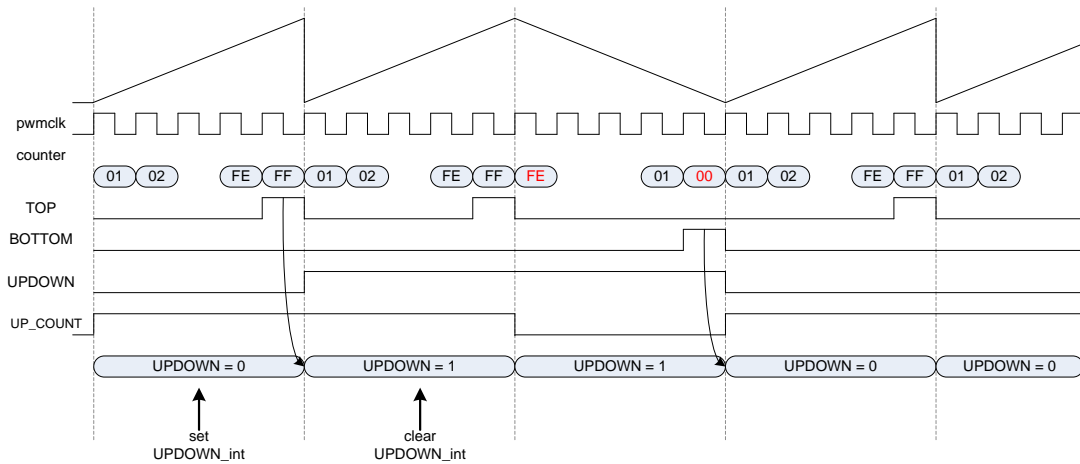 pwmclk
counter
01 02 FE FF 01 02 FE FF FE 01 00 01 02 FE FF 01 02
TOP
BOTTOM
UPDOWN
UP_COUNT
UPDOWN = 0 UPDOWN = 1 UPDOWN = 1 UPDOWN = 0 UPDOWN = 0
set
UPDOWN_int
clear
UPDOWN_int